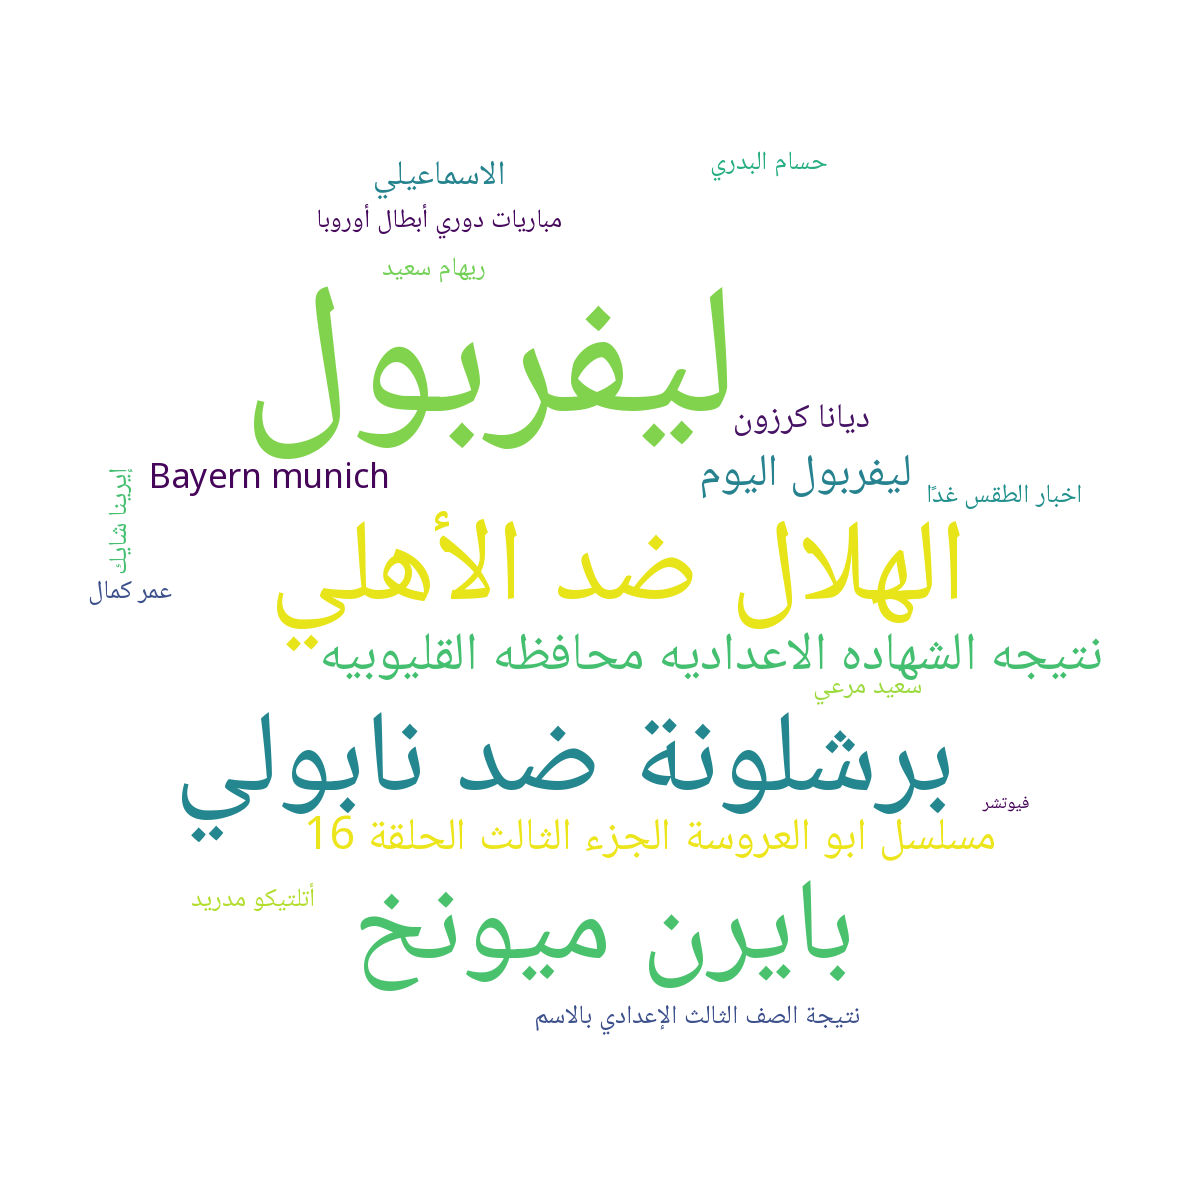 حسام البدري
الاسماعيلي
مباريات دوري أبطال أوروبا
ريهام سعيد
ليفربول
ديانا كرزون
ليفربول اليوم
Bayern munich
اخبار الطقس غدًا
إيرينا شايك
الهلال ضد الأهلي
عمر كمال
نتيجه الشهاده الاعداديه محافظه القليوبيه
سعيد مرعي
برشلونة ضد نابولي
فيوتشر
مسلسل ابو العروسة الجزء الثالث الحلقة 16
أتلتيكو مدريد
بايرن ميونخ
نتيجة الصف الثالث الإعدادي بالاسم